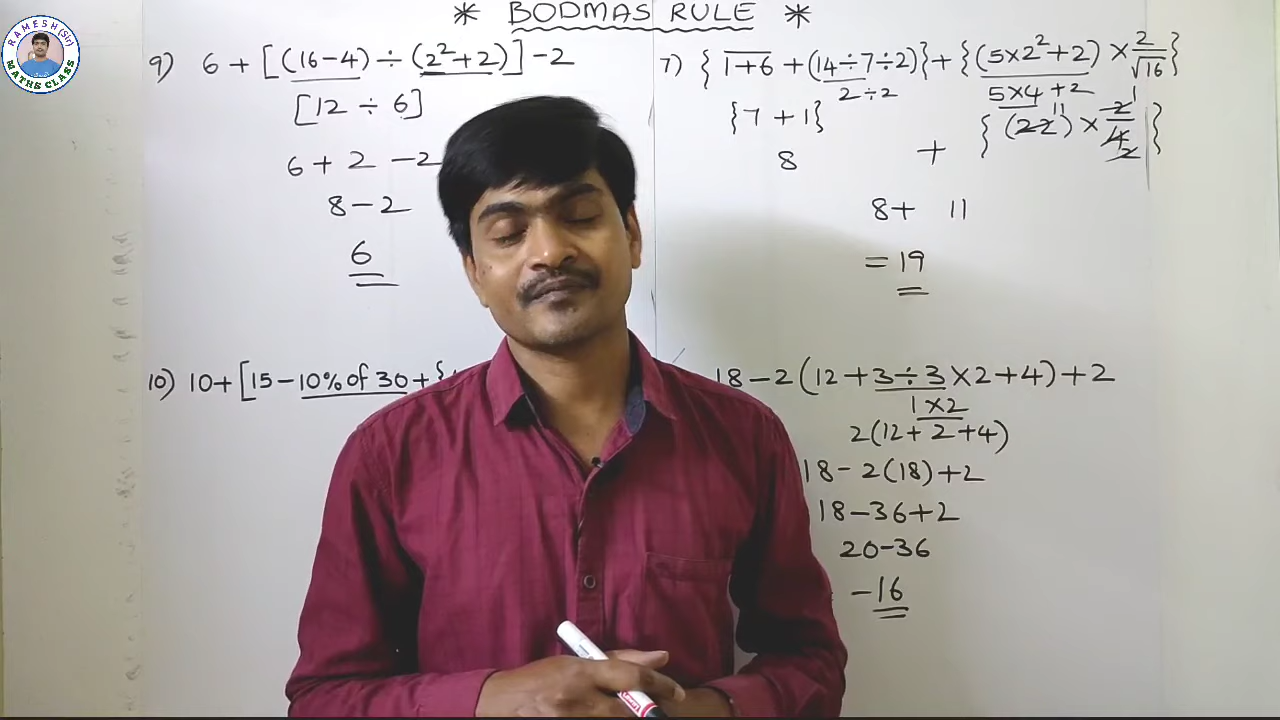 * BODMAS RULE *
RAMESH (Sir)
MATHS CLASS
9) 6 + [(16-4) ÷ (2²+2)] -2
[12 ÷ 6]
6 + 2 -2
8 - 2
6
7) { 1+6 + (14÷7÷2)} + {(5×2²+2) × 2/√16}
2÷2
5×4 +2
{7 + 1}
{ (22) 11 × 2 1/4 2 }
8 +
8+ 11
= 19
10) 10+[15-10% of 30+{
18-2(12+3÷3×2+4)+2
1×2
2(12+2+4)
18-2(18)+2
18-36+2
20-36
-16